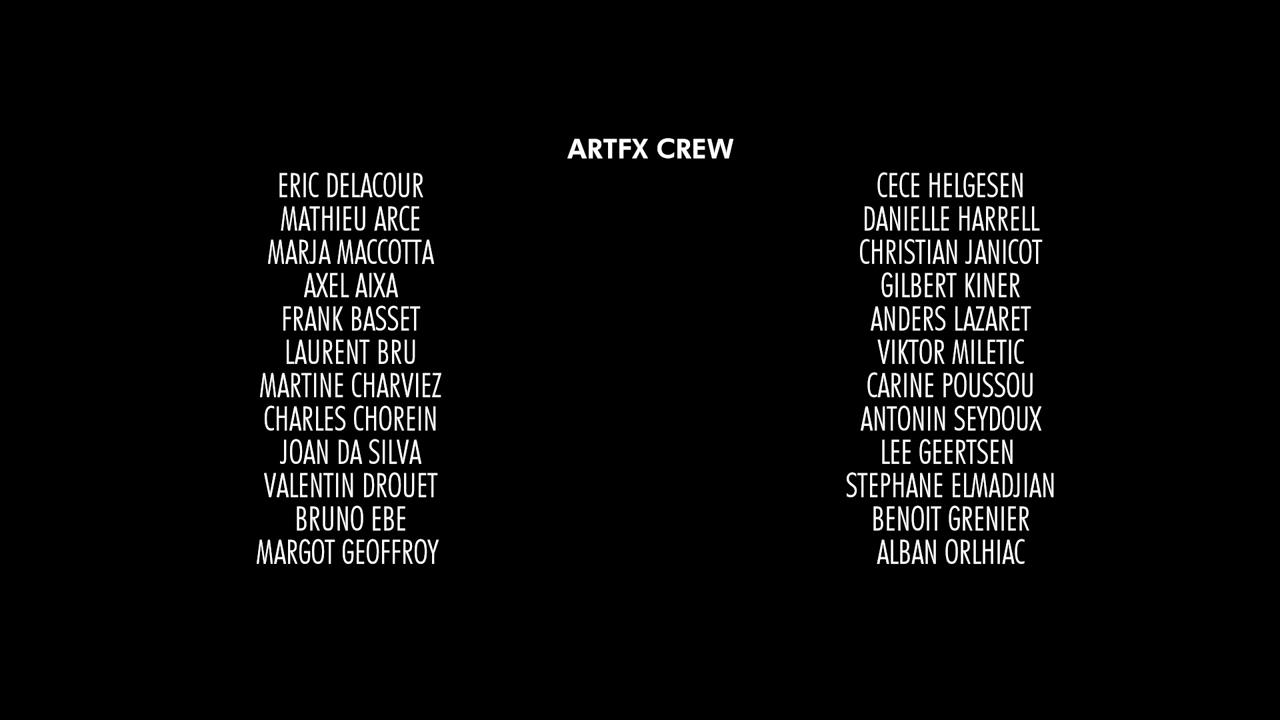 ARTFX CREW
ERIC DELACOUR
MATHIEU ARCE
MARJA MACCOTTA
AXEL AIXA
FRANK BASSET
LAURENT BRU
MARTINE CHARVIEZ
CHARLES CHOREIN
JOAN DA SILVA
VALENTIN DROUET
BRUNO EBE
MARGOT GEOFFROY
CECE HELGESEN
DANIELLE HARRELL
CHRISTIAN JANICOT
GILBERT KINER
ANDERS LAZARET
VIKTOR MILETIC
CARINE POUSSOU
ANTONIN SEYDOUX
LEE GEERTSEN
STEPHANE ELMADJIAN
BENOIT GRENIER
ALBAN ORLHIAC